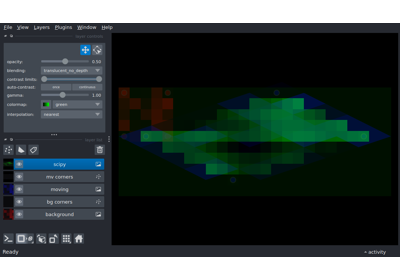 File View Layers Plugins Window Help
opacity: 0.50
blending: translucent_no_depth
contrast limits:
auto-contrast: once continuous
gamma: 1.00
colormap: green
interpolation: nearest
scipy
mv corners
moving
bg corners
background
Ready
activity